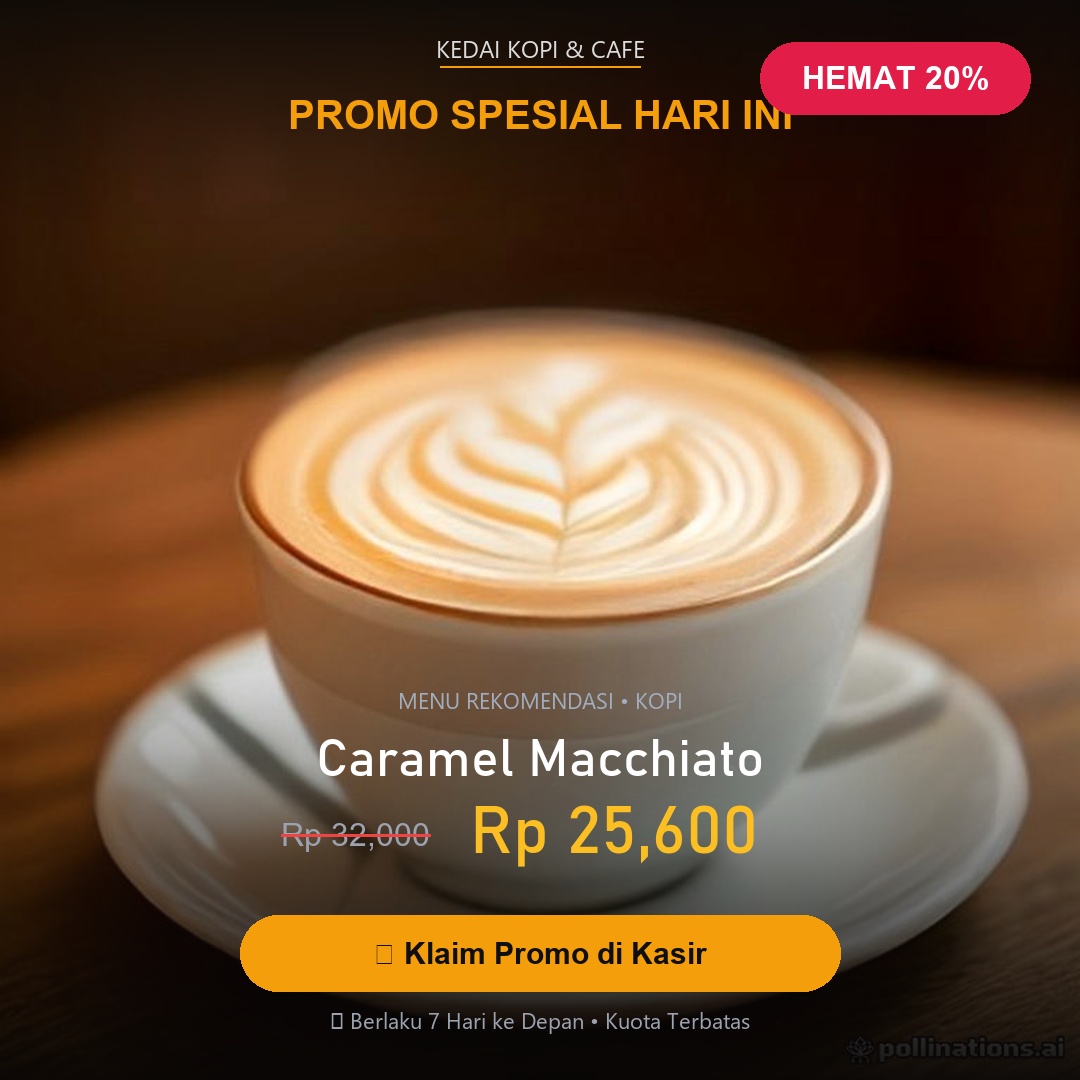 KEDAI KOPI & CAFE
HEMAT 20%
PROMO SPESIAL HARI INI
MENU REKOMENDASI • KOPI
Caramel Macchiato
Rp 32,000 Rp 25,600
Klaim Promo di Kasir
Berlaku 7 Hari ke Depan • Kuota Terbatas
pollinations.ai